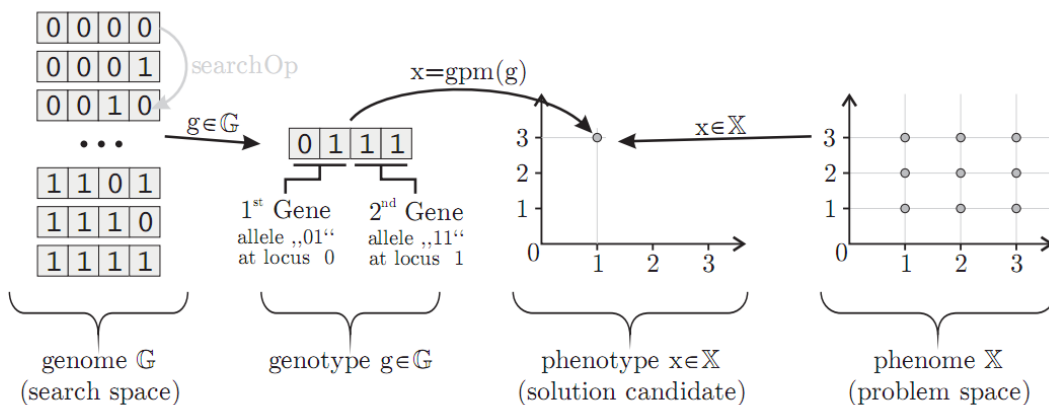 0 0 0 0
0 0 0 1
0 0 1 0
searchOp
•••
1 1 0 1
1 1 1 0
1 1 1 1
g∈𝔾
0 1 1 1
1st Gene
allele „01“
at locus 0
2nd Gene
allele „11“
at locus 1
x=gpm(g)
3
2
1
0
1 2 3
x∈𝕏
3
2
1
0
1 2 3
genome 𝔾
(search space)
genotype g∈𝔾
phenotype x∈𝕏
(solution candidate)
phenome 𝕏
(problem space)